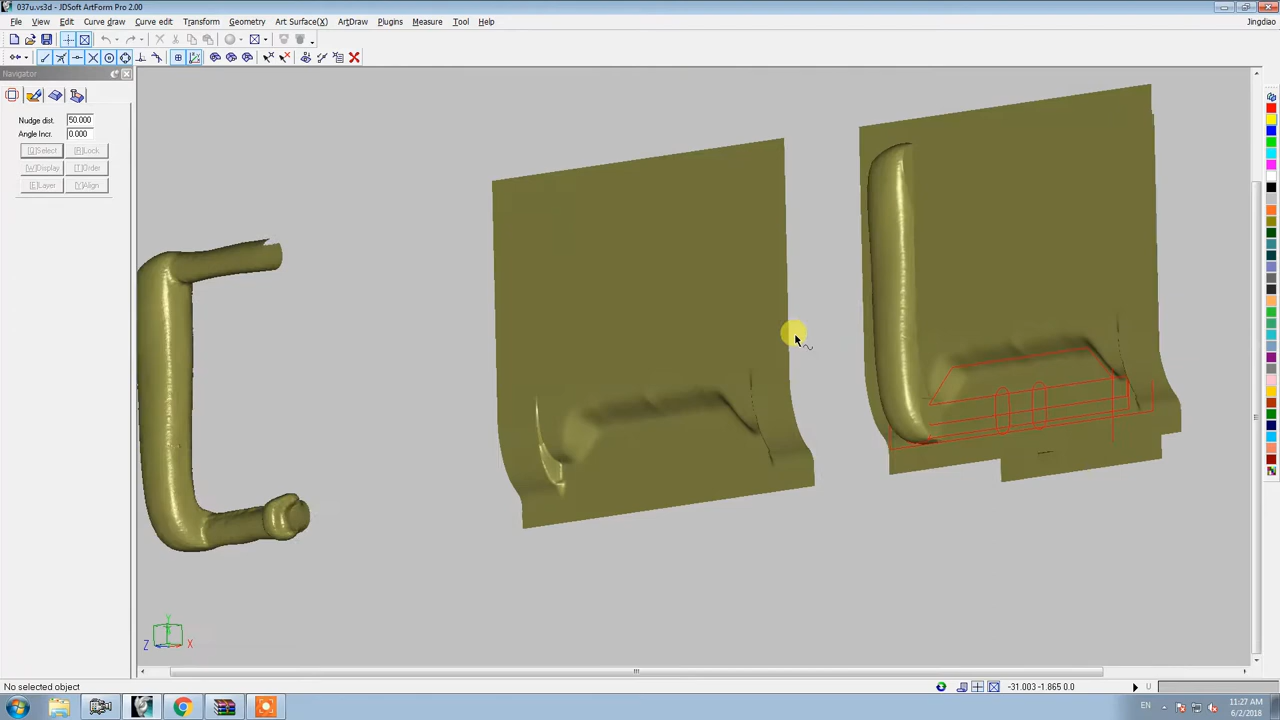 037u.vs3d - JDSoft ArtForm Pro 2.00
File View Edit Curve draw Curve edit Transform Geometry Art Surface(X) ArtDraw Plugins Measure Tool Help Jingdiao
Navigator
Nudge dist. 50.000
Angle Incr. 0.000
[Q]Select [R]Lock
[W]Display [T]Order
[E]Layer [Y]Align
Y
Z X
No selected object -31.003 -1.865 0.0 U
EN 11:27 AM
6/2/2018